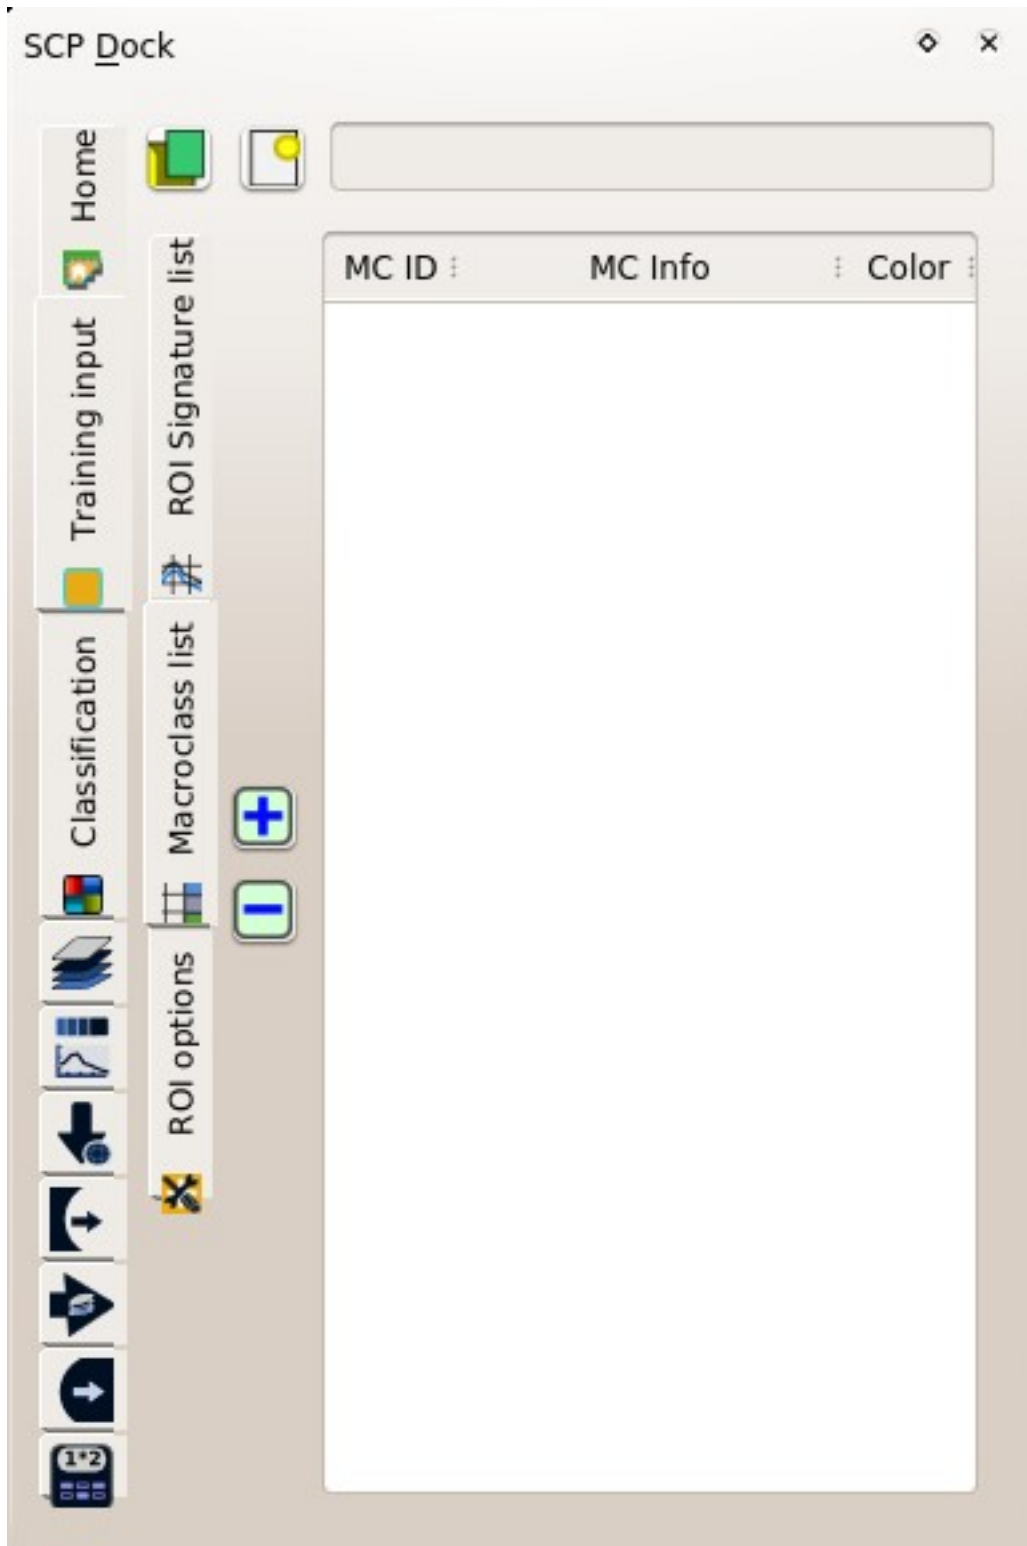 SCP Dock
Home
Training input
Classification
ROI Signature list
Macroclass list
ROI options
MC ID
MC Info
Color
1*2